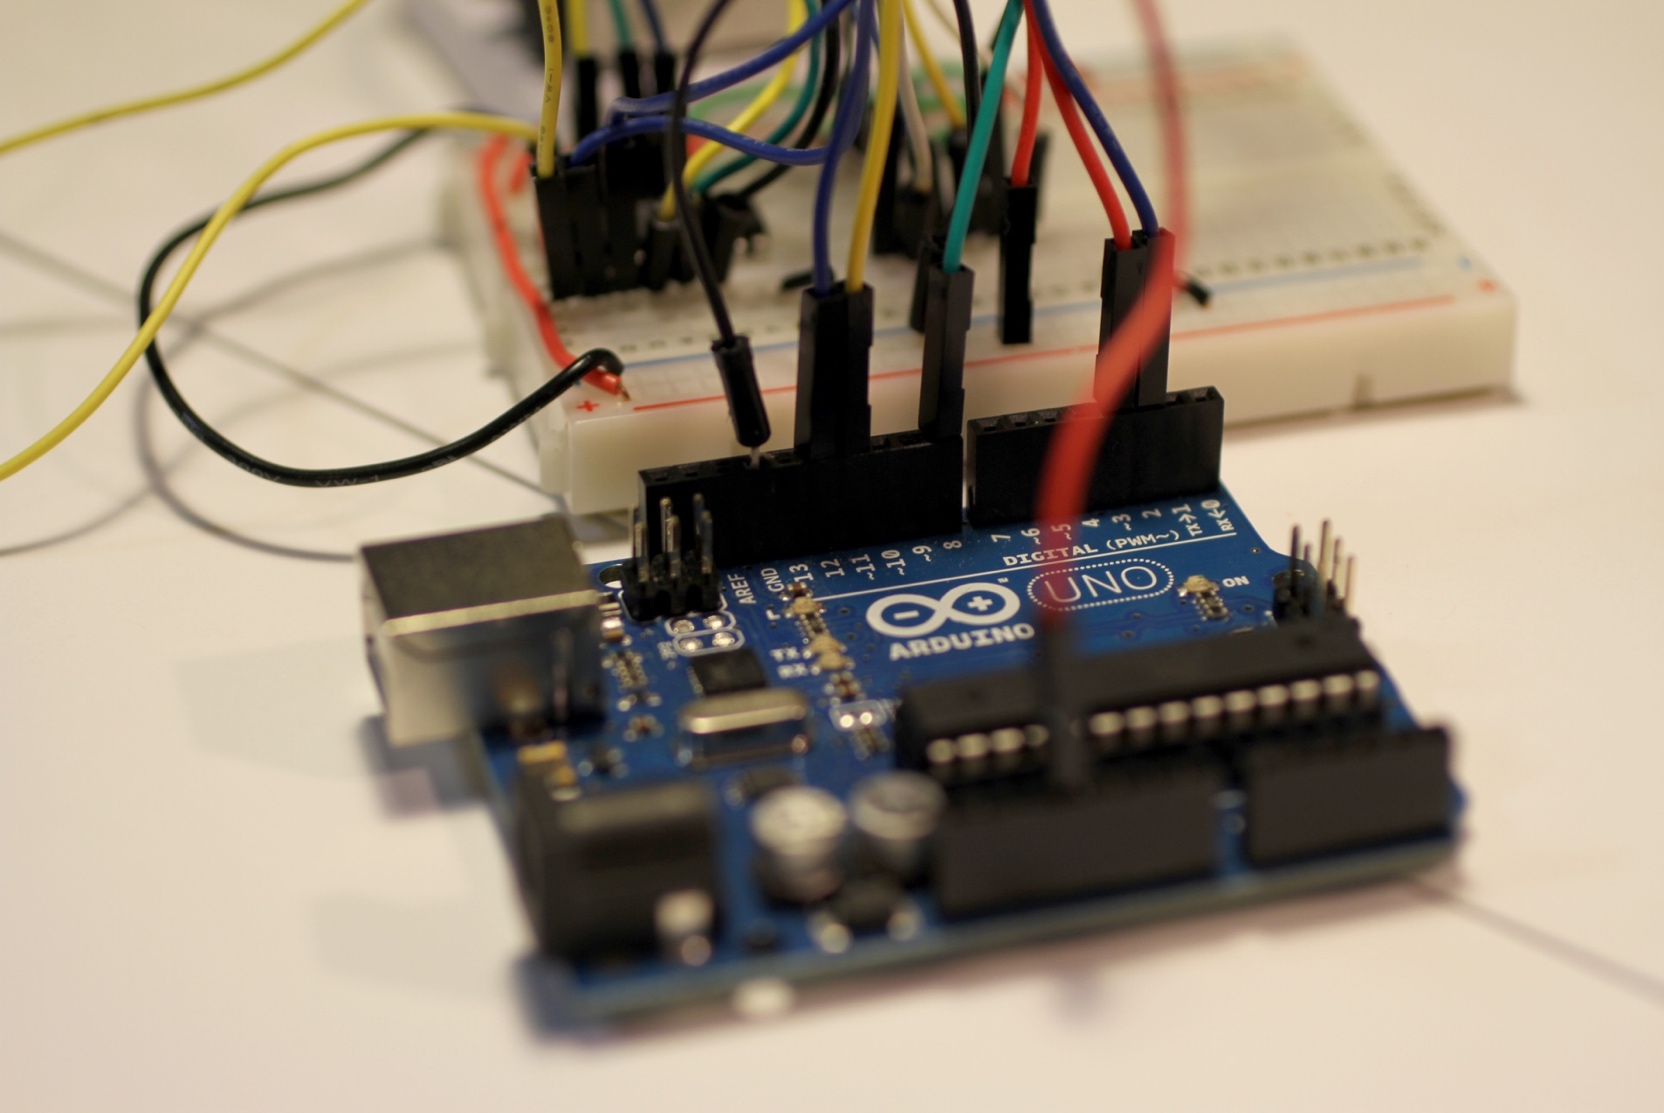 +
+
AREF
GND
13
12
~11
~10
~9
8
7
~6
~5
4
~3
2
TX→1
RX←0
DIGITAL (PWM~)
UNO
ON
™
ARDUINO
L
TX
RX